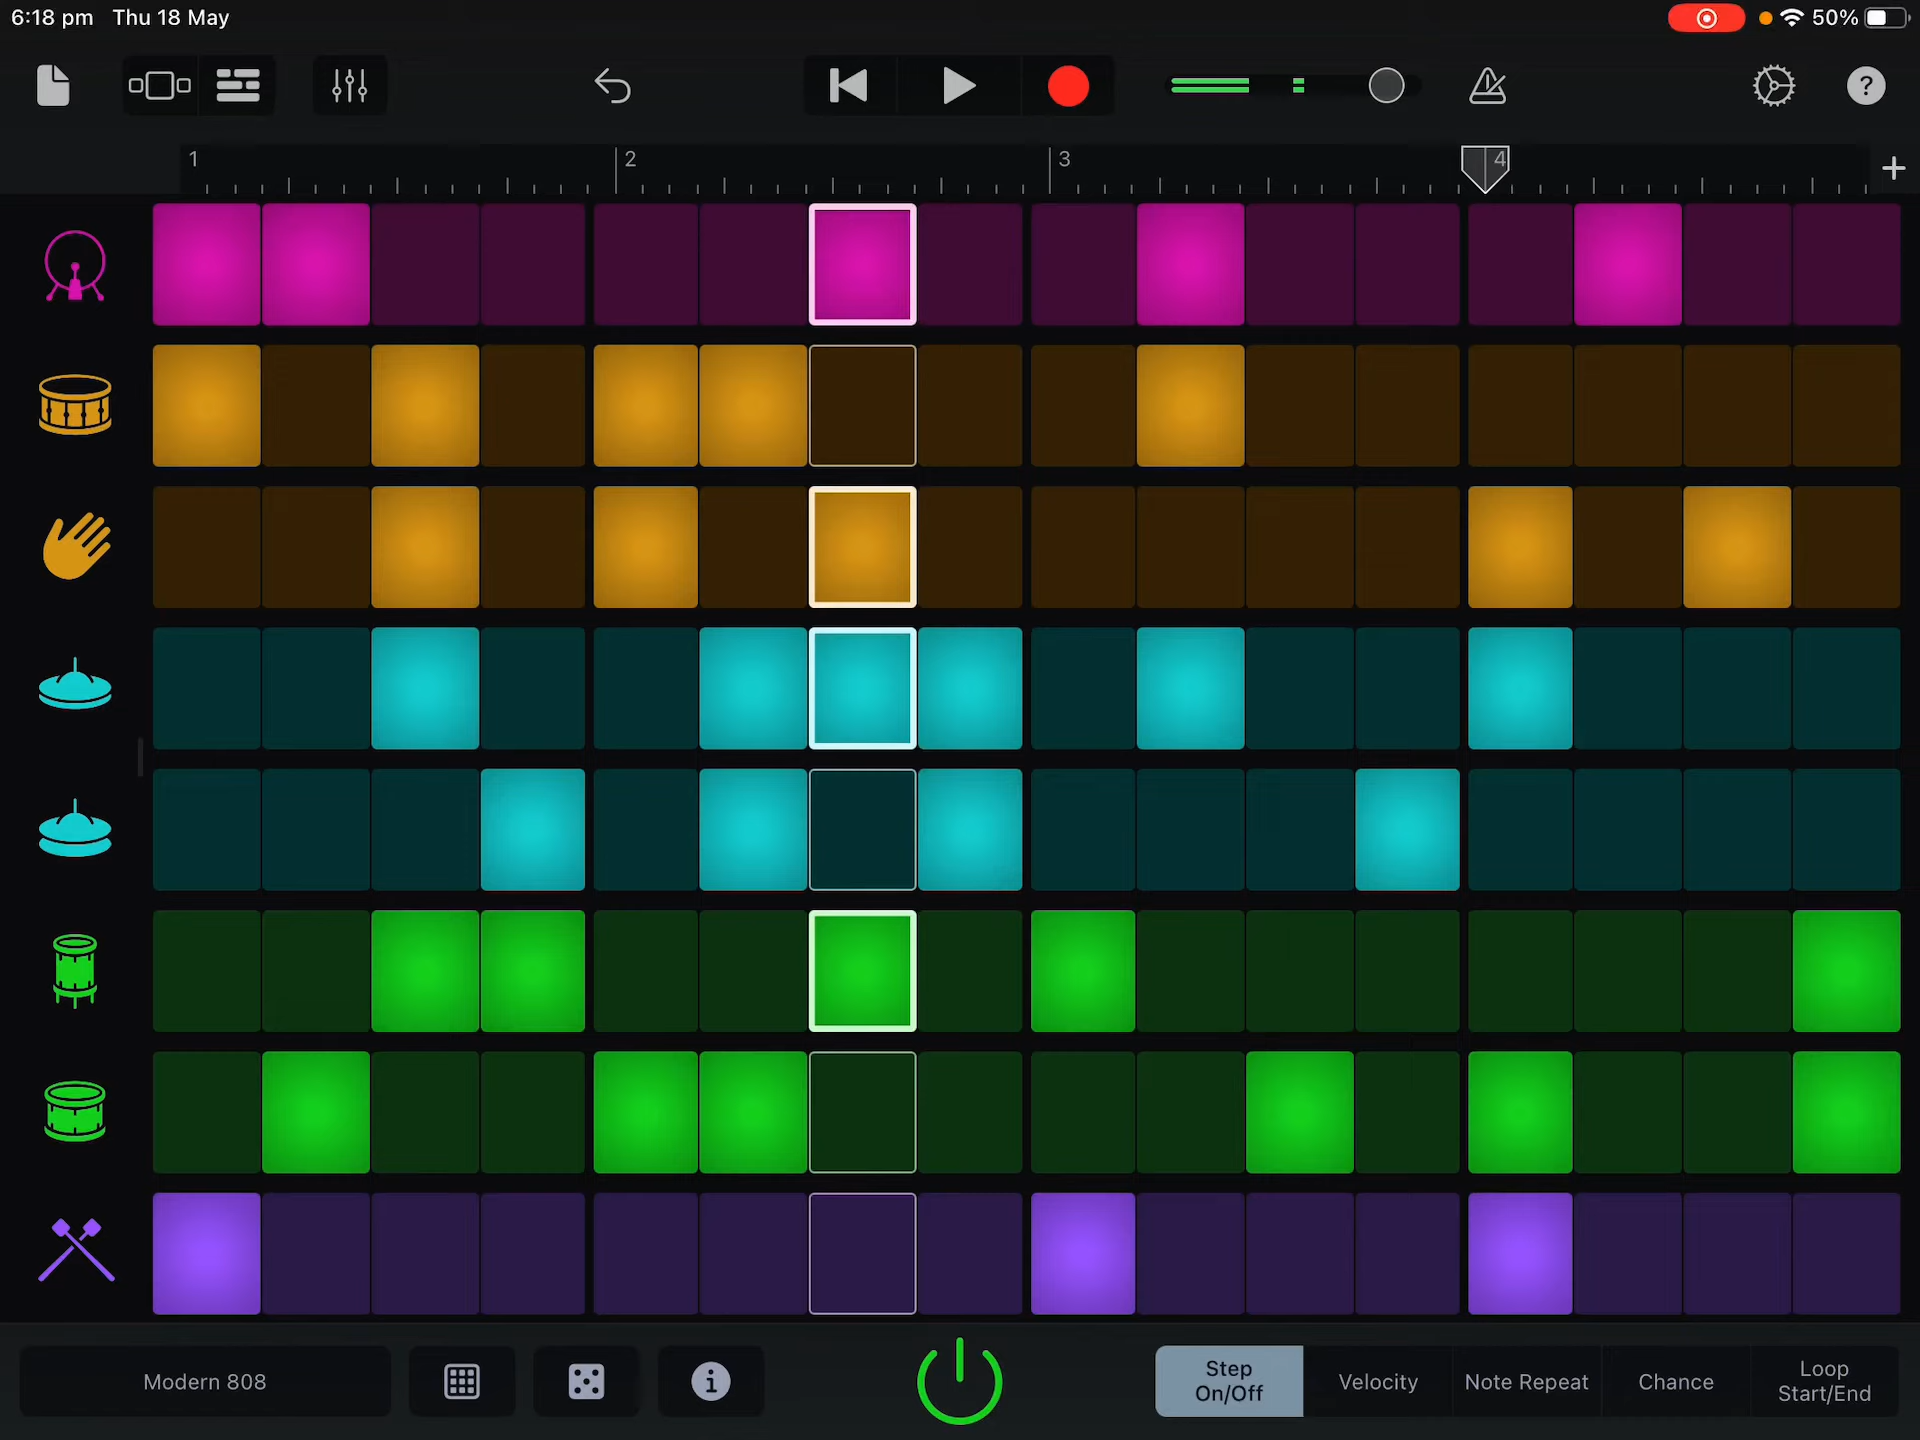 6:18 pm Thu 18 May
50%
?
1 2 3 4
+
Modern 808
i
Step
On/Off
Velocity
Note Repeat
Chance
Loop
Start/End